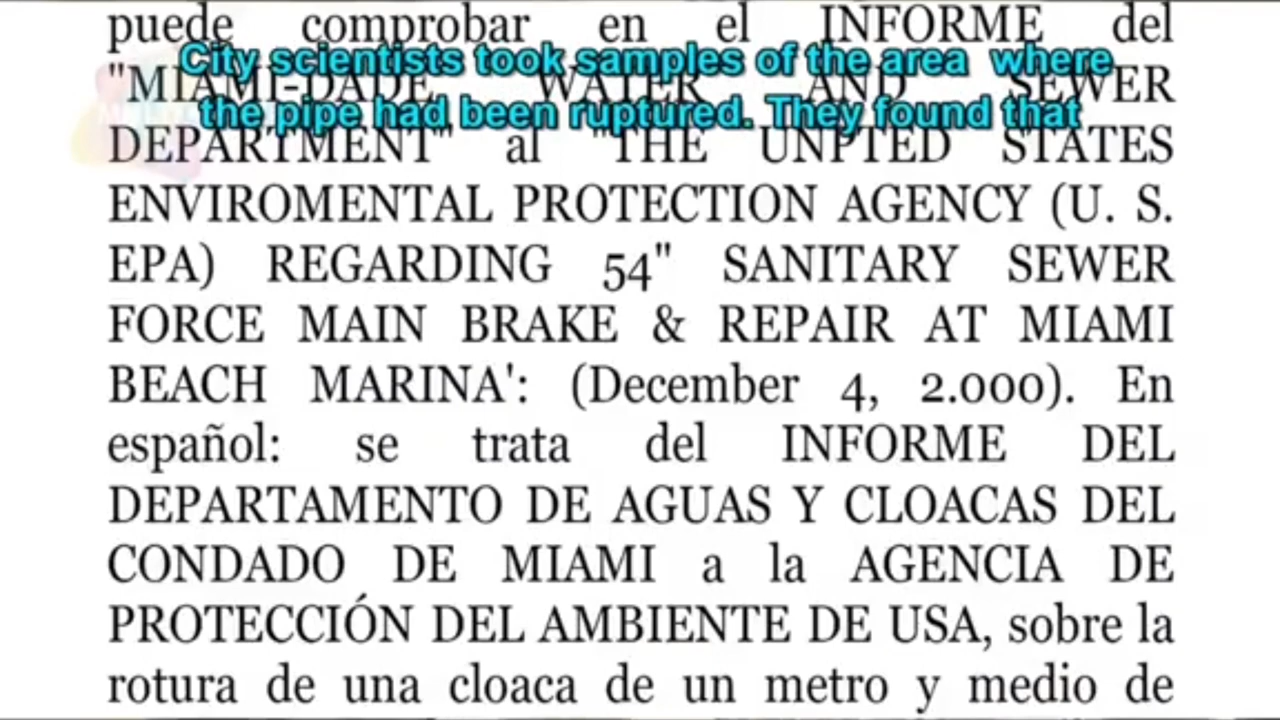 puede comprobar en el INFORME del
City scientists took samples of the area where
"MIAMI-DADE WATER AND SEWER
the pipe had been ruptured. They found that
DEPARTMENT" al "THE UNPTED STATES
ENVIROMENTAL PROTECTION AGENCY (U. S.
EPA) REGARDING 54" SANITARY SEWER
FORCE MAIN BRAKE & REPAIR AT MIAMI
BEACH MARINA': (December 4, 2.000). En
español: se trata del INFORME DEL
DEPARTAMENTO DE AGUAS Y CLOACAS DEL
CONDADO DE MIAMI a la AGENCIA DE
PROTECCIÓN DEL AMBIENTE DE USA, sobre la
rotura de una cloaca de un metro y medio de